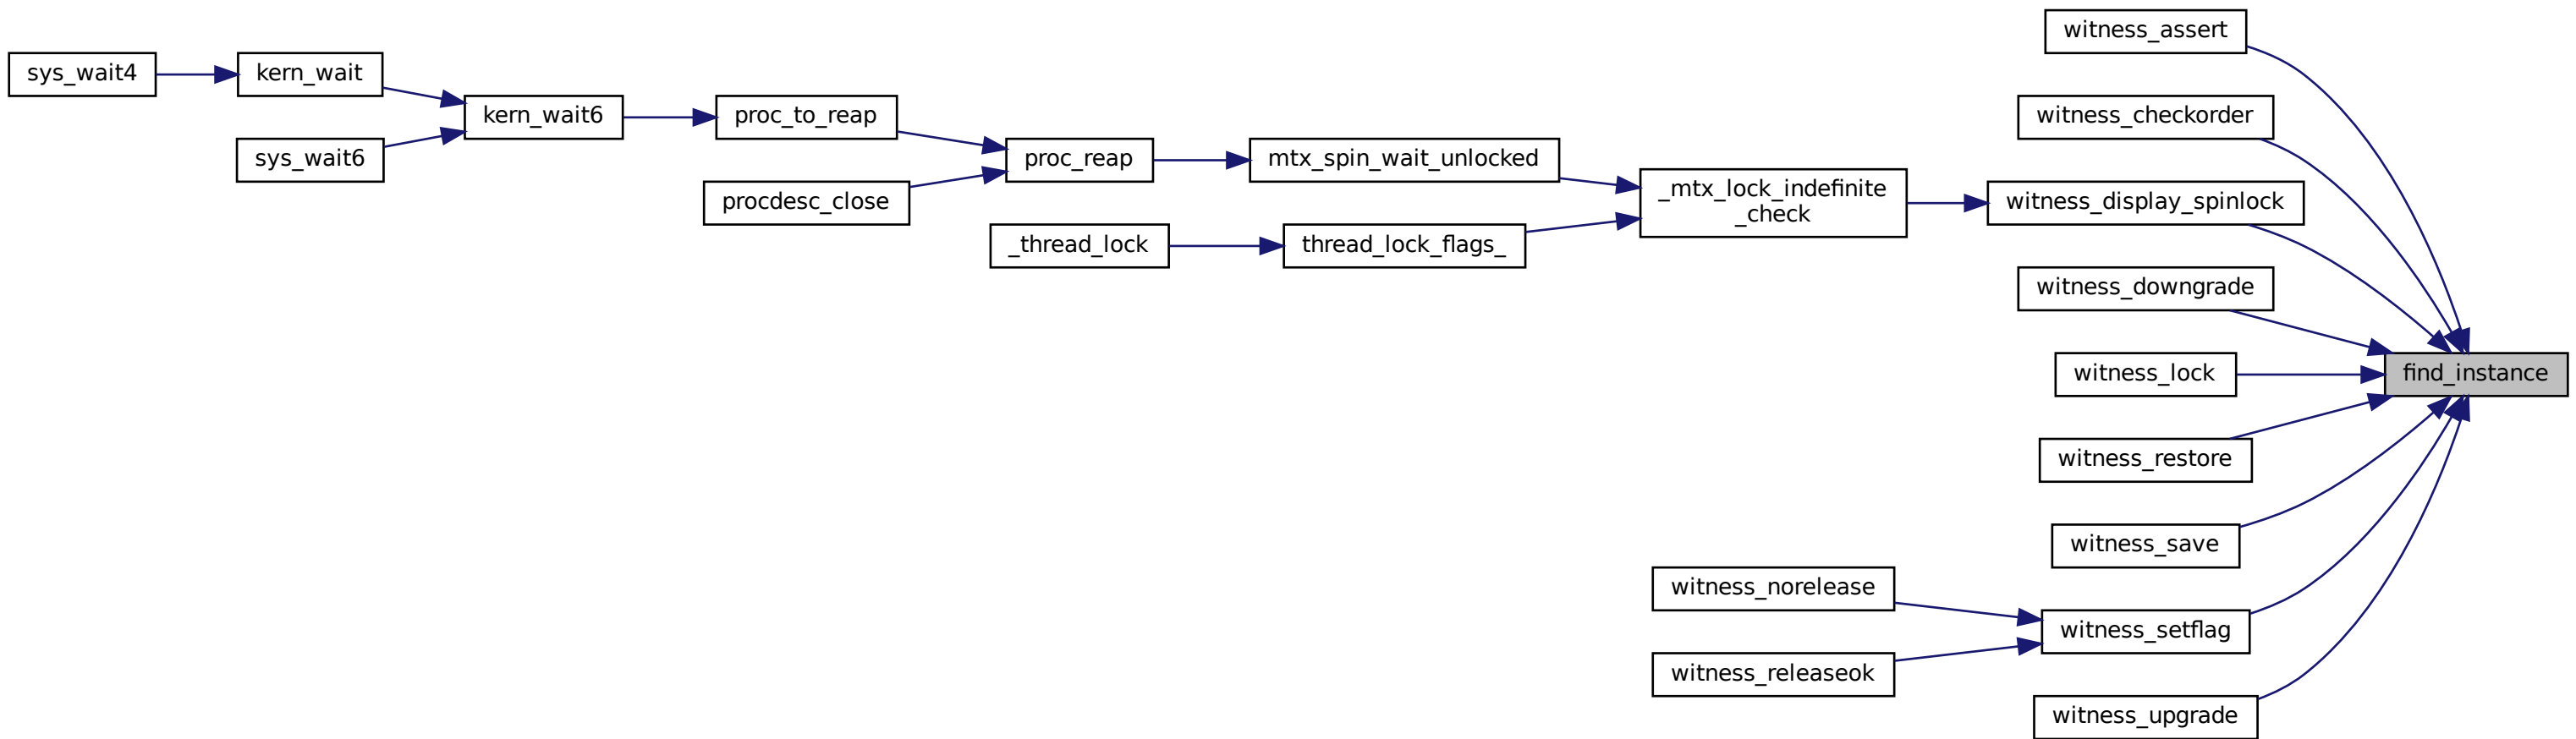 witness_assert
sys_wait4
kern_wait
kern_wait6
proc_to_reap
witness_checkorder
sys_wait6
proc_reap
mtx_spin_wait_unlocked
procdesc_close
_mtx_lock_indefinite
_check
witness_display_spinlock
_thread_lock
thread_lock_flags_
witness_downgrade
witness_lock
find_instance
witness_restore
witness_save
witness_norelease
witness_setflag
witness_releaseok
witness_upgrade